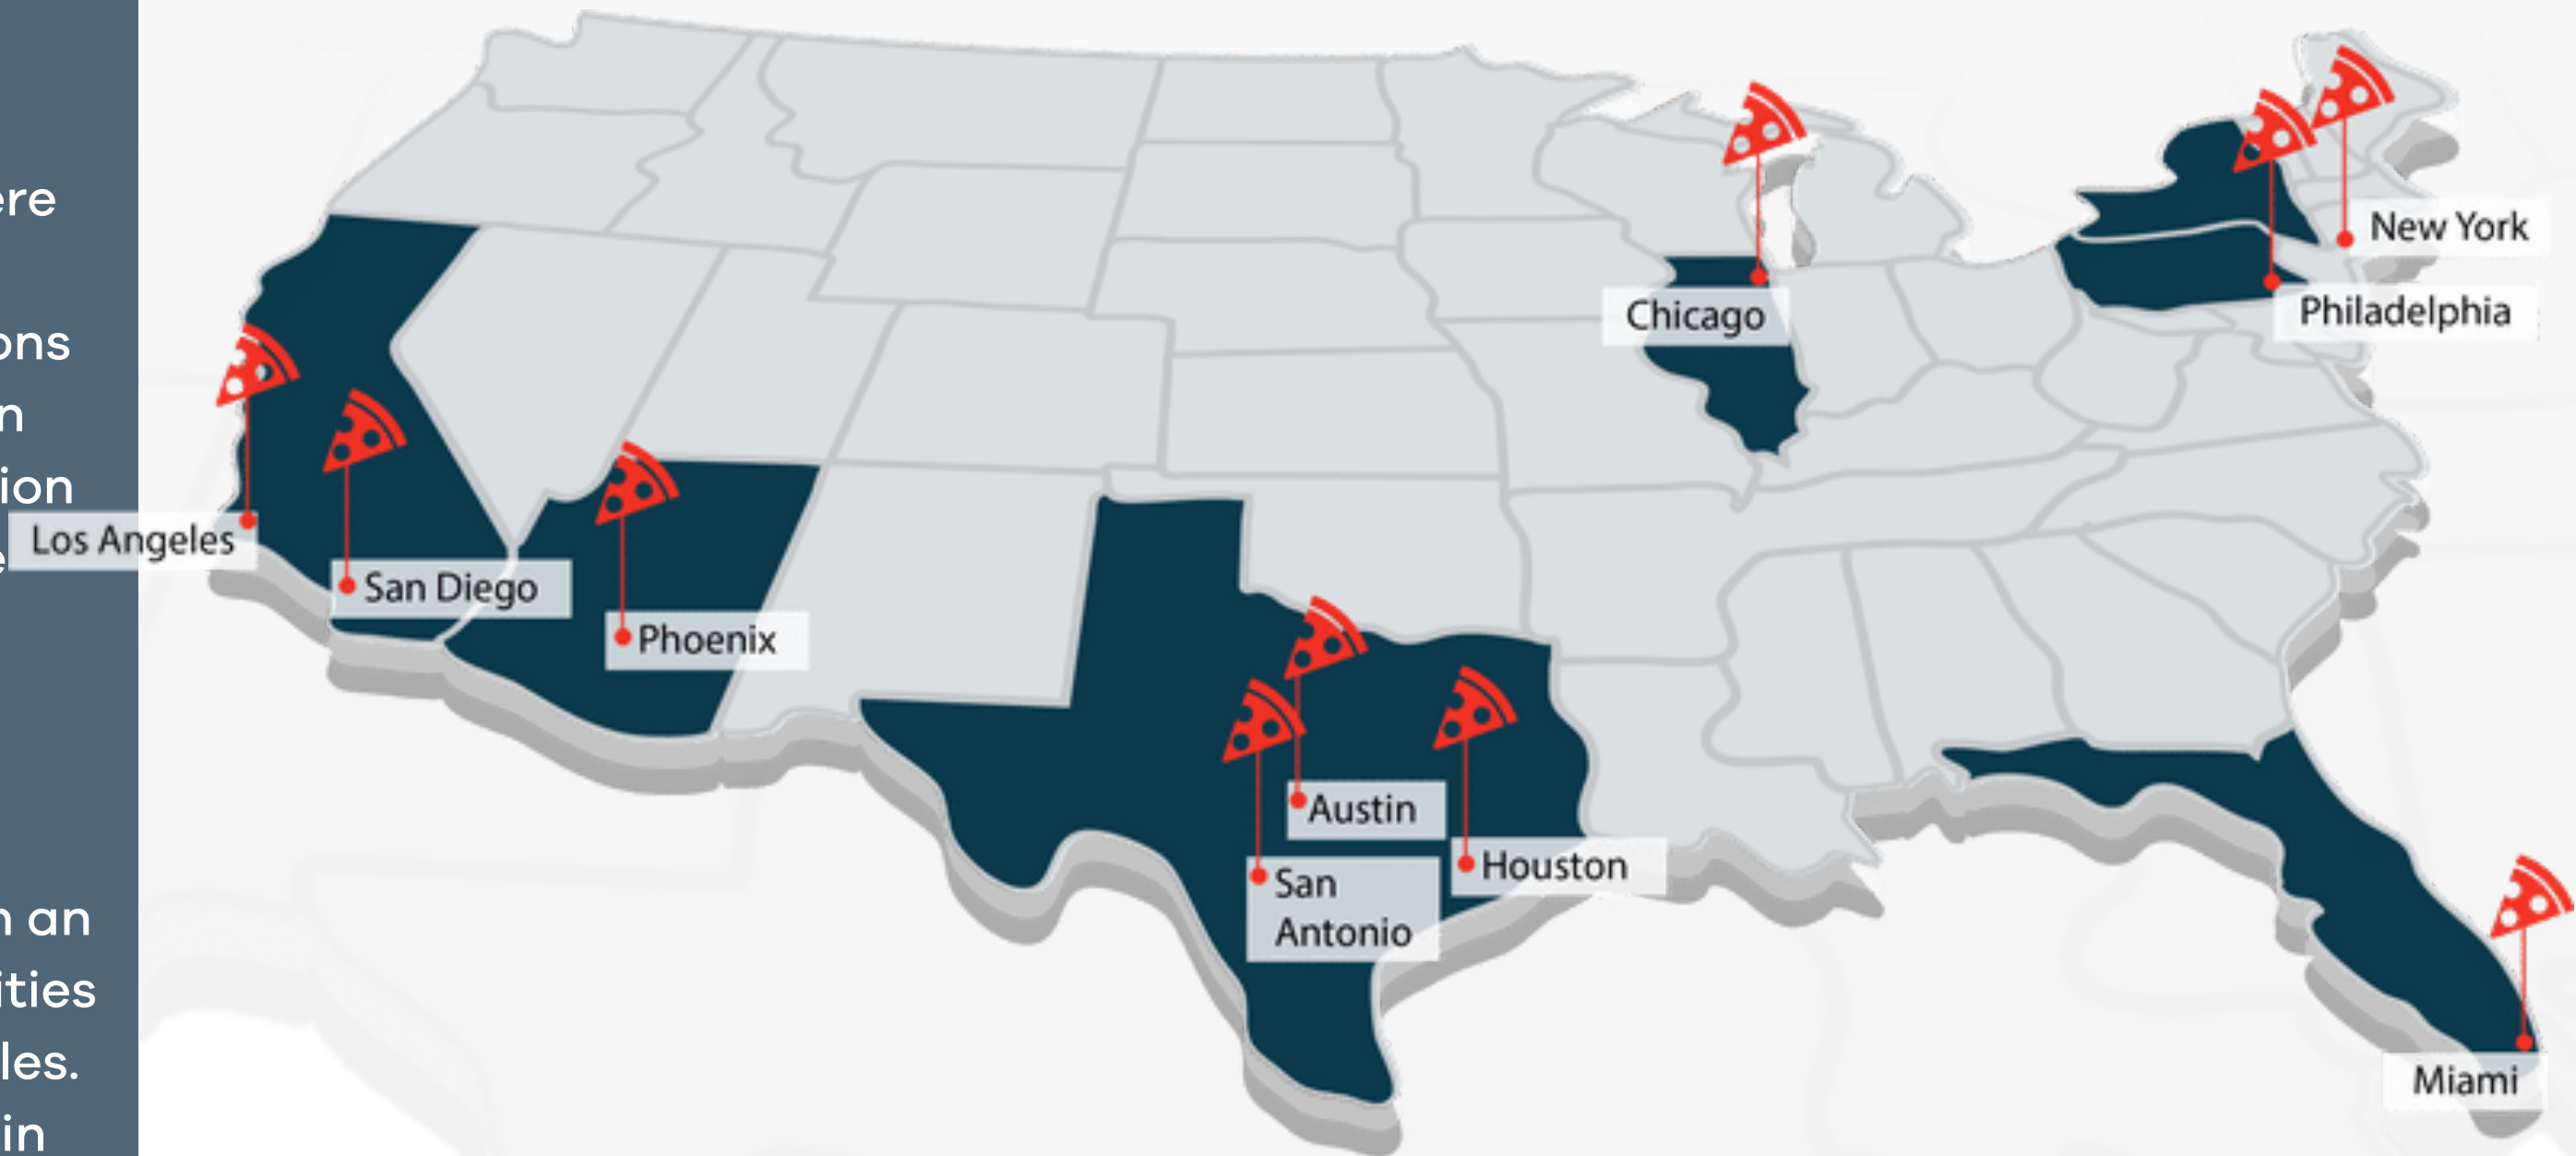 ere
ons
n
ion
e
n an
ities
les.
in
New York
Philadelphia
Chicago
Los Angeles
San Diego
Phoenix
Austin
Houston
San
Antonio
Miami